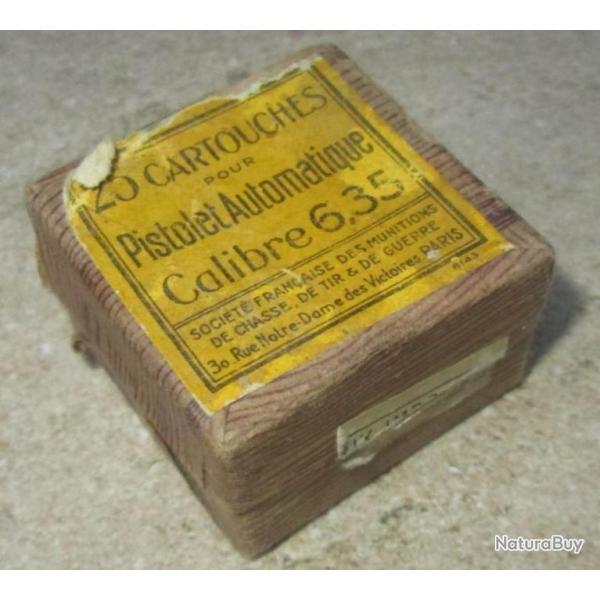 25 CARTOUCHES
POUR
Pistolet Automatique
Calibre 6,35
SOCIÉTÉ FRANÇAISE DES MUNITIONS
DE CHASSE, DE TIR & DE GUERRE
30, Rue Notre-Dame des Victoires PARIS
NaturaBuy